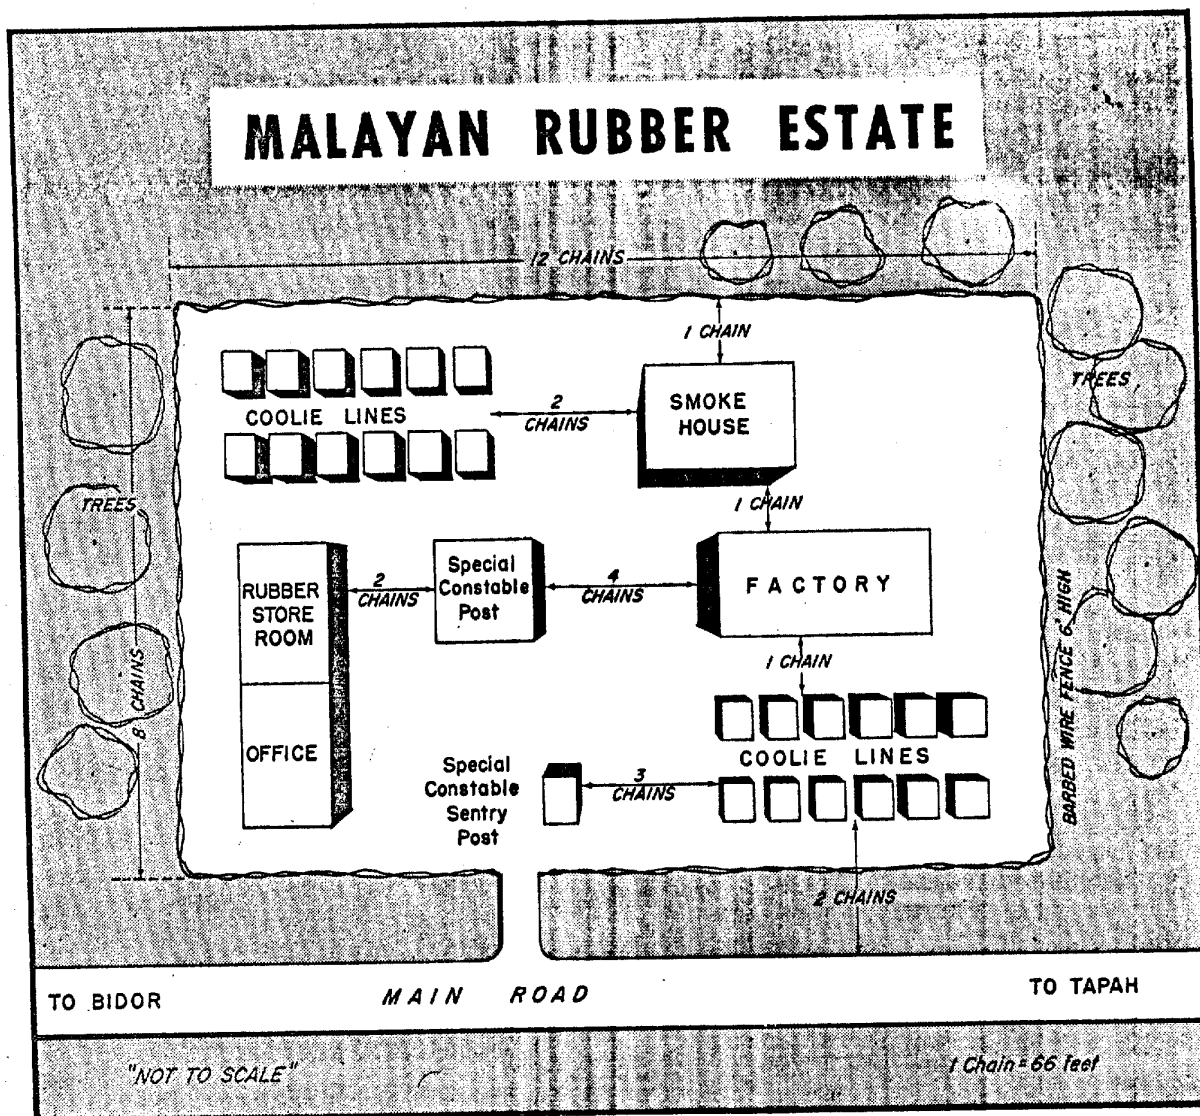 MALAYAN RUBBER ESTATE
12 CHAINS
1 CHAIN
TREES
COOLIE LINES
2
CHAINS
SMOKE
HOUSE
TREES
1 CHAIN
RUBBER
STORE
ROOM
2
CHAINS
Special
Constable
Post
4
CHAINS
FACTORY
BARBED WIRE FENCE 6' HIGH
8 CHAINS
1 CHAIN
OFFICE
COOLIE LINES
Special
Constable
Sentry
Post
3
CHAINS
2 CHAINS
TO BIDOR
MAIN ROAD
TO TAPAH
"NOT TO SCALE"
1 Chain = 66 feet